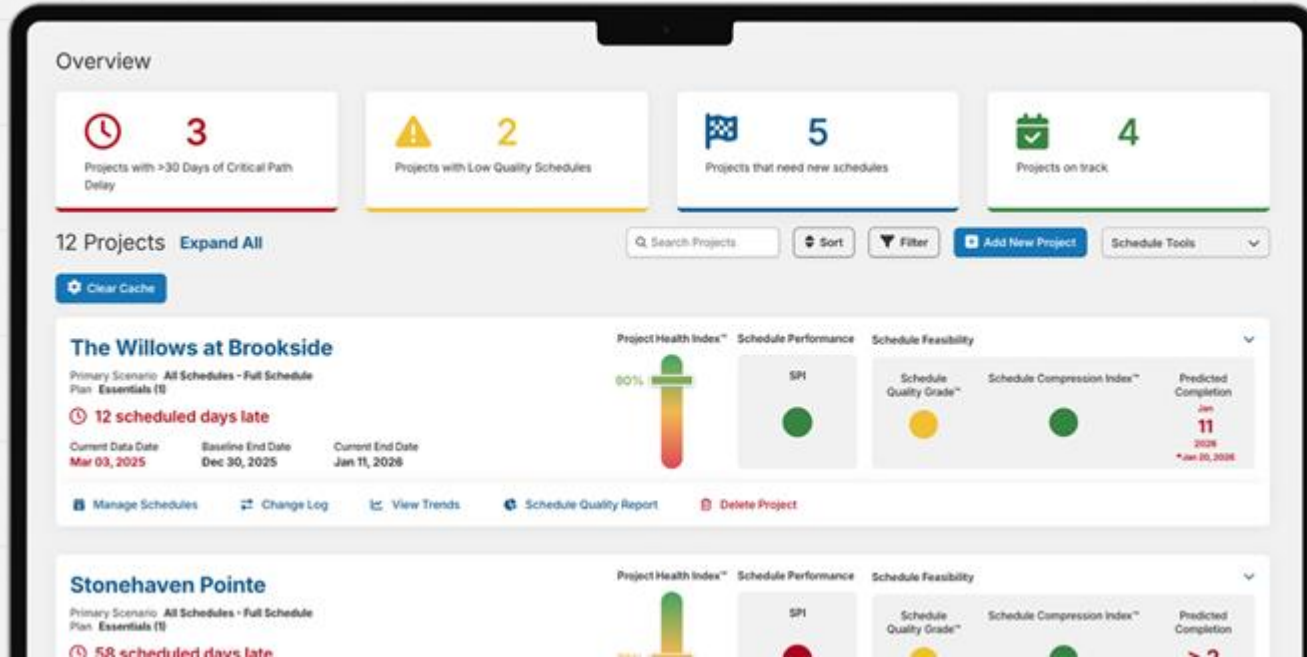 Overview
3
Projects with >30 Days of Critical Path
Delay
2
Projects with Low Quality Schedules
5
Projects that need new schedules
4
Projects on track
12 Projects Expand All
Search Projects
Sort
Filter
Add New Project
Schedule Tools
Clear Cache
The Willows at Brookside
Primary Scenario All Schedules - Full Schedule
Plan Essentials (1)
12 scheduled days late
Current Data Date Baseline End Date Current End Date
Mar 03, 2025 Dec 30, 2025 Jan 11, 2026
Project Health Index™ Schedule Performance Schedule Feasibility
SPI
Schedule
Quality Grade™
Schedule Compression Index™
Predicted
Completion
Jan
11
2026
*Jan 20, 2026
Manage Schedules Change Log View Trends Schedule Quality Report Delete Project
Stonehaven Pointe
Primary Scenario All Schedules - Full Schedule
Plan Essentials (1)
58 scheduled days late
Project Health Index™ Schedule Performance Schedule Feasibility
SPI
Schedule
Quality Grade™
Schedule Compression Index™
Predicted
Completion